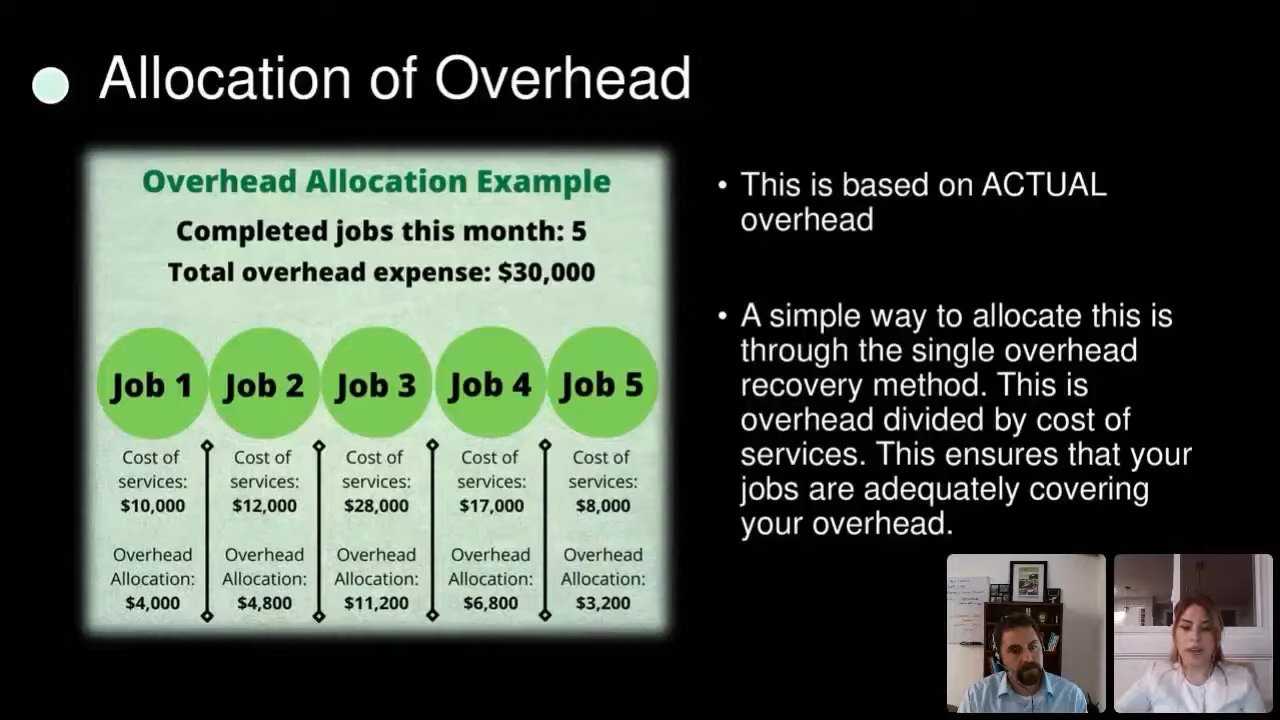 Allocation of Overhead
Overhead Allocation Example
Completed jobs this month: 5
Total overhead expense: $30,000
Job 1
Job 2
Job 3
Job 4
Job 5
Cost of
services:
$10,000
Overhead
Allocation:
$4,000
Cost of
services:
$12,000
Overhead
Allocation:
$4,800
Cost of
services:
$28,000
Overhead
Allocation:
$11,200
Cost of
services:
$17,000
Overhead
Allocation:
$6,800
Cost of
services:
$8,000
Overhead
Allocation:
$3,200
• This is based on ACTUAL
overhead
• A simple way to allocate this is
through the single overhead
recovery method. This is
overhead divided by cost of
services. This ensures that your
jobs are adequately covering
your overhead.